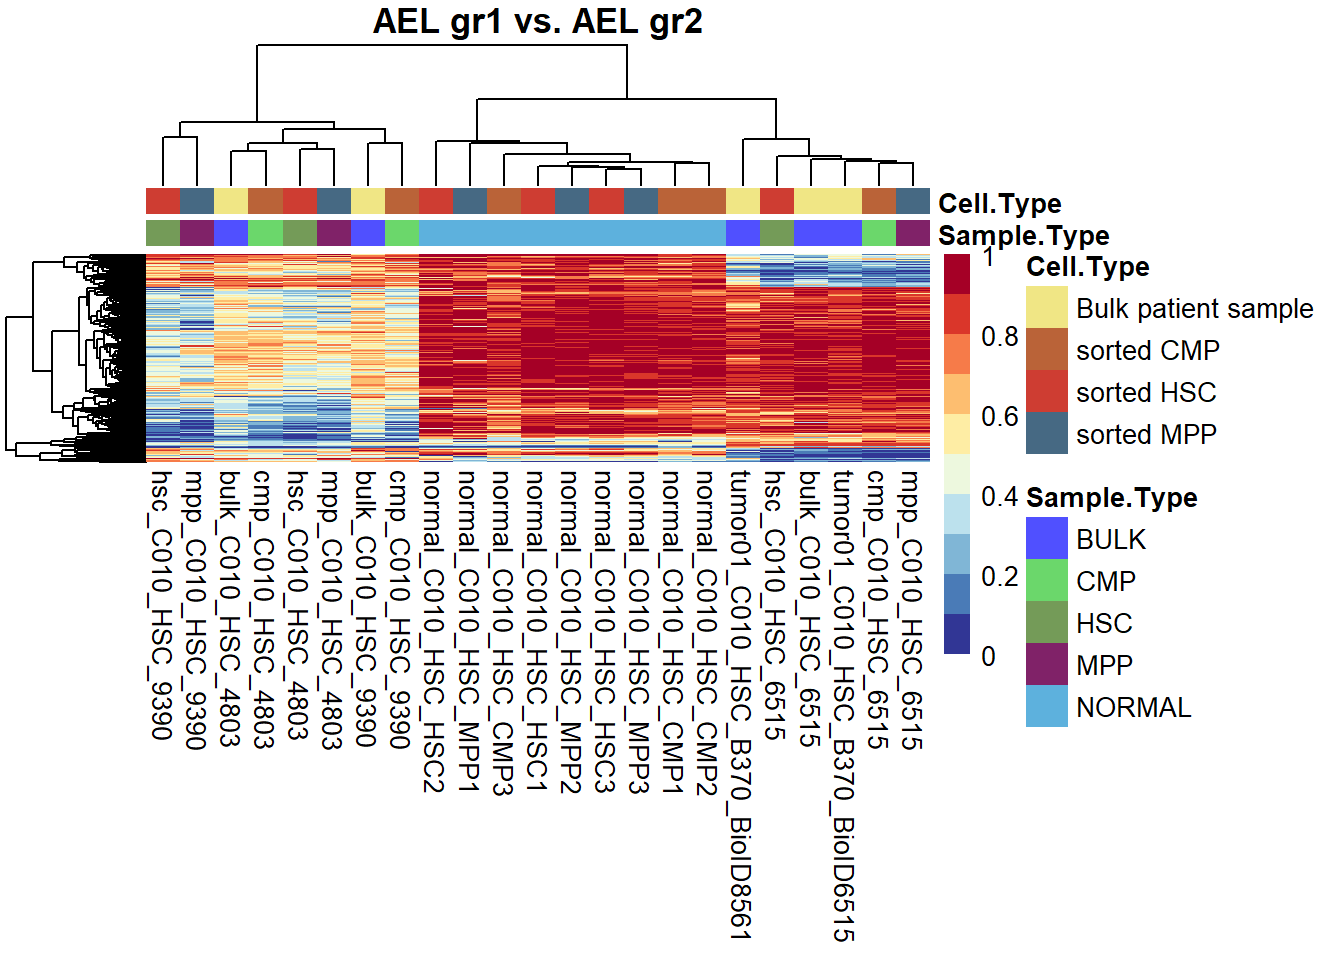 AEL gr1 vs. AEL gr2
Cell.Type
Sample.Type
1
0.8
0.6
0.4
0.2
0
Cell.Type
Bulk patient sample
sorted CMP
sorted HSC
sorted MPP
Sample.Type
BULK
CMP
HSC
MPP
NORMAL
hsc_C010_HSC_9390
mpp_C010_HSC_9390
bulk_C010_HSC_4803
cmp_C010_HSC_4803
hsc_C010_HSC_4803
mpp_C010_HSC_4803
bulk_C010_HSC_9390
cmp_C010_HSC_9390
normal_C010_HSC_HSC2
normal_C010_HSC_MPP1
normal_C010_HSC_CMP3
normal_C010_HSC_HSC1
normal_C010_HSC_MPP2
normal_C010_HSC_HSC3
normal_C010_HSC_MPP3
normal_C010_HSC_CMP1
normal_C010_HSC_CMP2
tumor01_C010_HSC_B370_BioID8561
hsc_C010_HSC_6515
bulk_C010_HSC_6515
tumor01_C010_HSC_B370_BioID6515
cmp_C010_HSC_6515
mpp_C010_HSC_6515